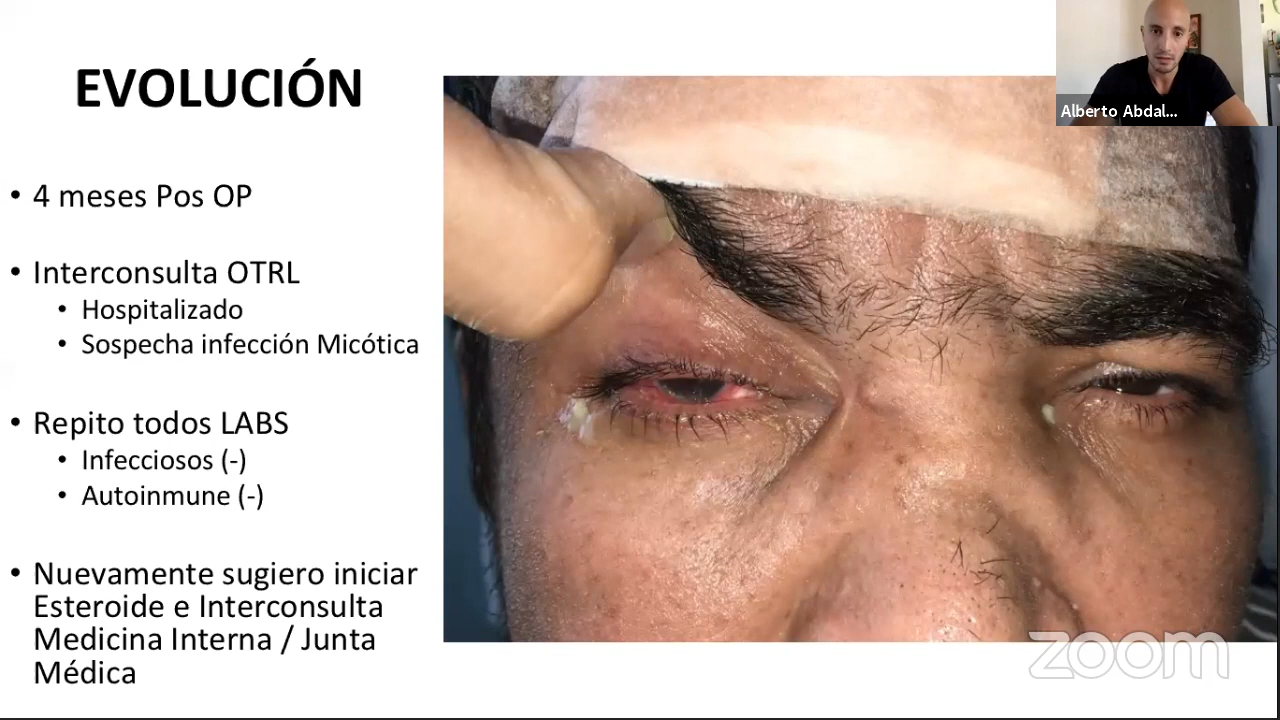 EVOLUCIÓN
• 4 meses Pos OP
• Interconsulta OTRL
• Hospitalizado
• Sospecha infección Micótica
• Repito todos LABS
• Infecciosos (-)
• Autoinmune (-)
• Nuevamente sugiero iniciar
Esteroide e Interconsulta
Medicina Interna / Junta
Médica
Alberto Abdal...
zoom